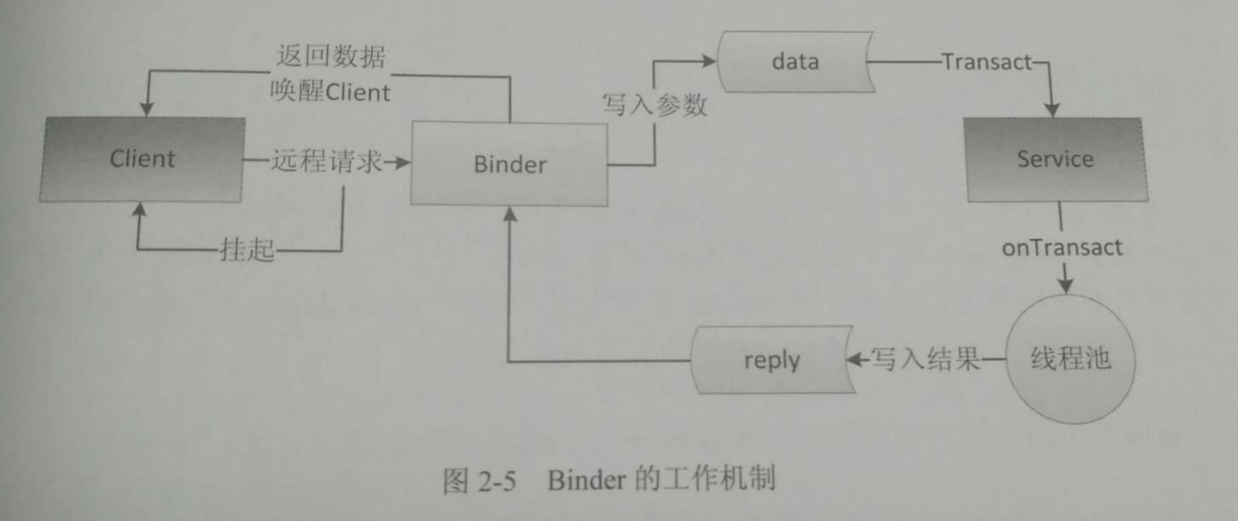 返回数据
唤醒Client
data
Transact
写入参数
Client
远程请求
Binder
Service
挂起
onTransact
reply
写入结果
线程池
图 2-5 Binder 的工作机制